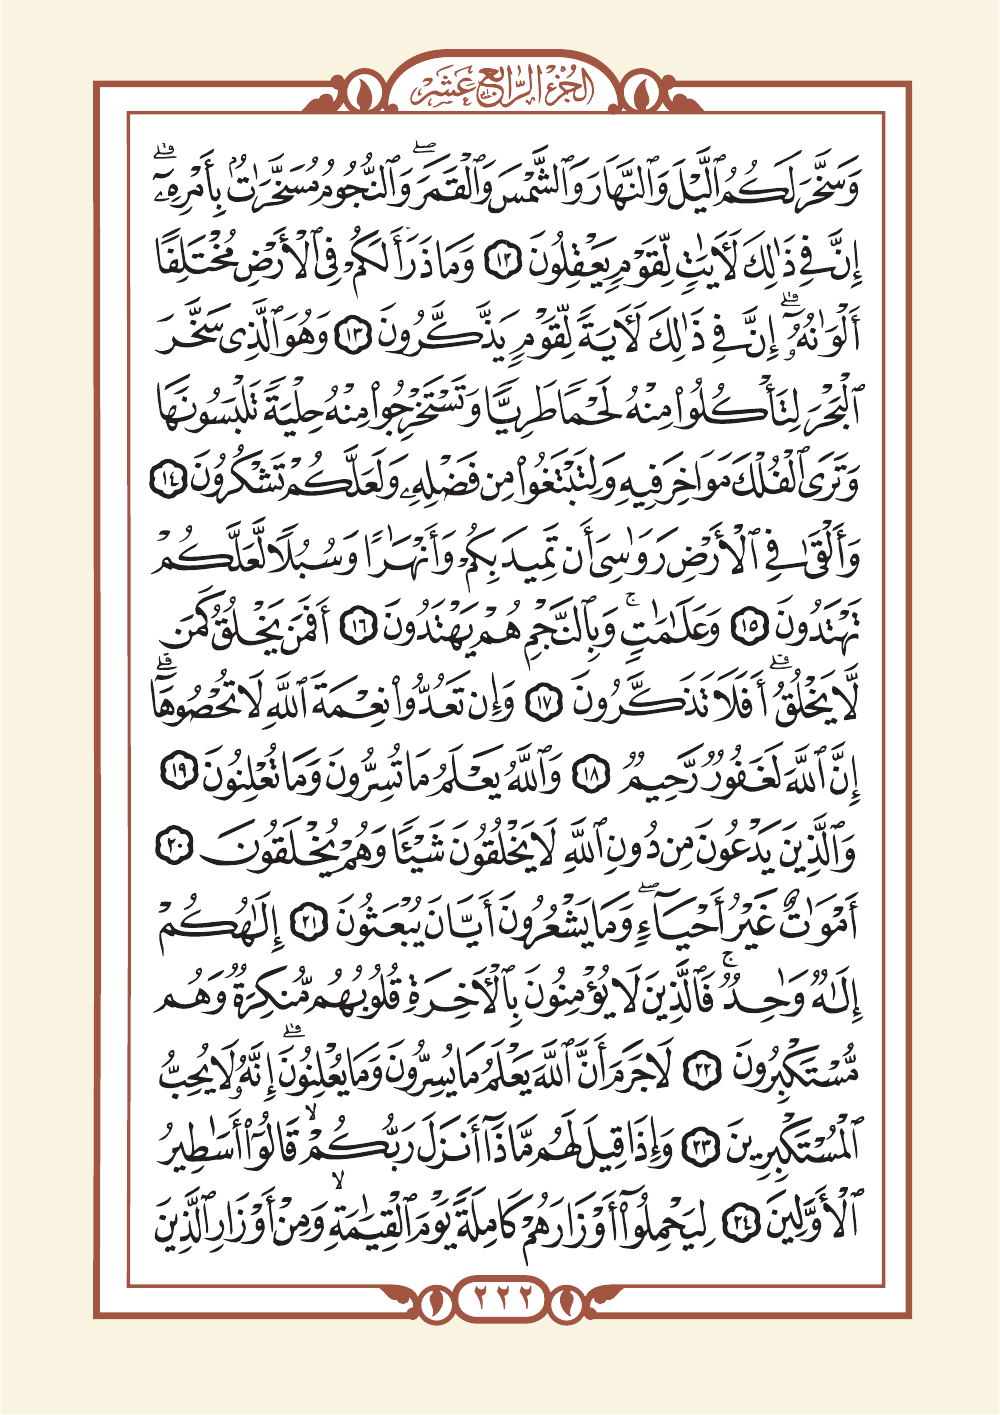 الجُزْءُ الرَّابِعَ عَشَرَ
وَسَخَّرَ لَكُمُ ٱلَّيْلَ وَٱلنَّهَارَ وَٱلشَّمْسَ وَٱلْقَمَرَ ۖ وَٱلنُّجُومُ مُسَخَّرَٰتٌۢ بِأَمْرِهِۦٓ ۗ
إِنَّ فِى ذَٰلِكَ لَأٓيَٰتٍ لِّقَوْمٍ يَعْقِلُونَ ١٢ وَمَا ذَرَأَ لَكُمْ فِى ٱلْأَرْضِ مُخْتَلِفًا
أَلْوَٰنُهُۥٓ ۗ إِنَّ فِى ذَٰلِكَ لَأٓيَةً لِّقَوْمٍ يَذَّكَّرُونَ ١٣ وَهُوَ ٱلَّذِى سَخَّرَ
ٱلْبَحْرَ لِتَأْكُلُوا۟ مِنْهُ لَحْمًا طَرِيًّا وَتَسْتَخْرِجُوا۟ مِنْهُ حِلْيَةً تَلْبَسُونَهَا
وَتَرَى ٱلْفُلْكَ مَوَاخِرَ فِيهِ وَلِتَبْتَغُوا۟ مِن فَضْلِهِۦ وَلَعَلَّكُمْ تَشْكُرُونَ ١٤
وَأَلْقَىٰ فِى ٱلْأَرْضِ رَوَٰسِىَ أَن تَمِيدَ بِكُمْ وَأَنْهَٰرًا وَسُبُلًا لَّعَلَّكُمْ
تَهْتَدُونَ ١٥ وَعَلَٰمَٰتٍ ۚ وَبِٱلنَّجْمِ هُمْ يَهْتَدُونَ ١٦ أَفَمَن يَخْلُقُ كَمَن
لَّا يَخْلُقُ ۗ أَفَلَا تَذَكَّرُونَ ١٧ وَإِن تَعُدُّوا۟ نِعْمَةَ ٱللَّهِ لَا تُحْصُوهَآ ۗ
إِنَّ ٱللَّهَ لَغَفُورٌ رَّحِيمٌ ١٨ وَٱللَّهُ يَعْلَمُ مَا تُسِرُّونَ وَمَا تُعْلِنُونَ ١٩
وَٱلَّذِينَ يَدْعُونَ مِن دُونِ ٱللَّهِ لَا يَخْلُقُونَ شَيْـًٔا وَهُمْ يُخْلَقُونَ ٢٠
أَمْوَٰتٌ غَيْرُ أَحْيَآءٍ ۖ وَمَا يَشْعُرُونَ أَيَّانَ يُبْعَثُونَ ٢١ إِلَٰهُكُمْ
إِلَٰهٌ وَٰحِدٌ ۚ فَٱلَّذِينَ لَا يُؤْمِنُونَ بِٱلْأَخِرَةِ قُلُوبُهُم مُّنكِرَةٌ وَهُم
مُّسْتَكْبِرُونَ ٢٢ لَا جَرَمَ أَنَّ ٱللَّهَ يَعْلَمُ مَا يُسِرُّونَ وَمَا يُعْلِنُونَ ۗ إِنَّهُۥ لَا يُحِبُّ
ٱلْمُسْتَكْبِرِينَ ٢٣ وَإِذَا قِيلَ لَهُم مَّاذَآ أَنزَلَ رَبُّكُمْ ۙ قَالُوٓا۟ أَسَٰطِيرُ
ٱلْأَوَّلِينَ ٢٤ لِيَحْمِلُوٓا۟ أَوْزَارَهُمْ كَامِلَةً يَوْمَ ٱلْقِيَٰمَةِ ۙ وَمِنْ أَوْزَارِ ٱلَّذِينَ
٢٢٢